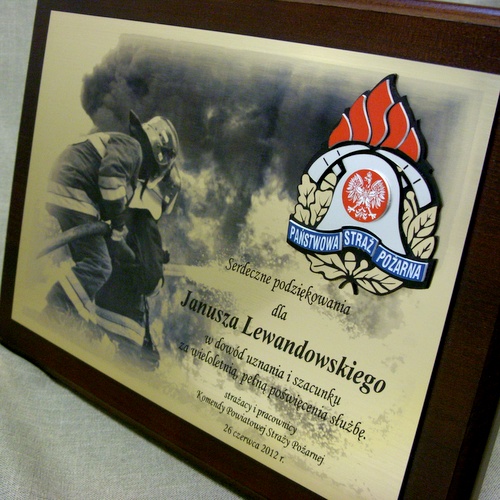 PAŃSTWOWA STRAŻ POŻARNA
Serdeczne podziękowania
dla
Janusza Lewandowskiego
w dowód uznania i szacunku
za wieloletnią, pełną poświęcenia służbę.
strażacy i pracownicy
Komendy Powiatowej Straży Pożarnej
26 czerwca 2012 r.